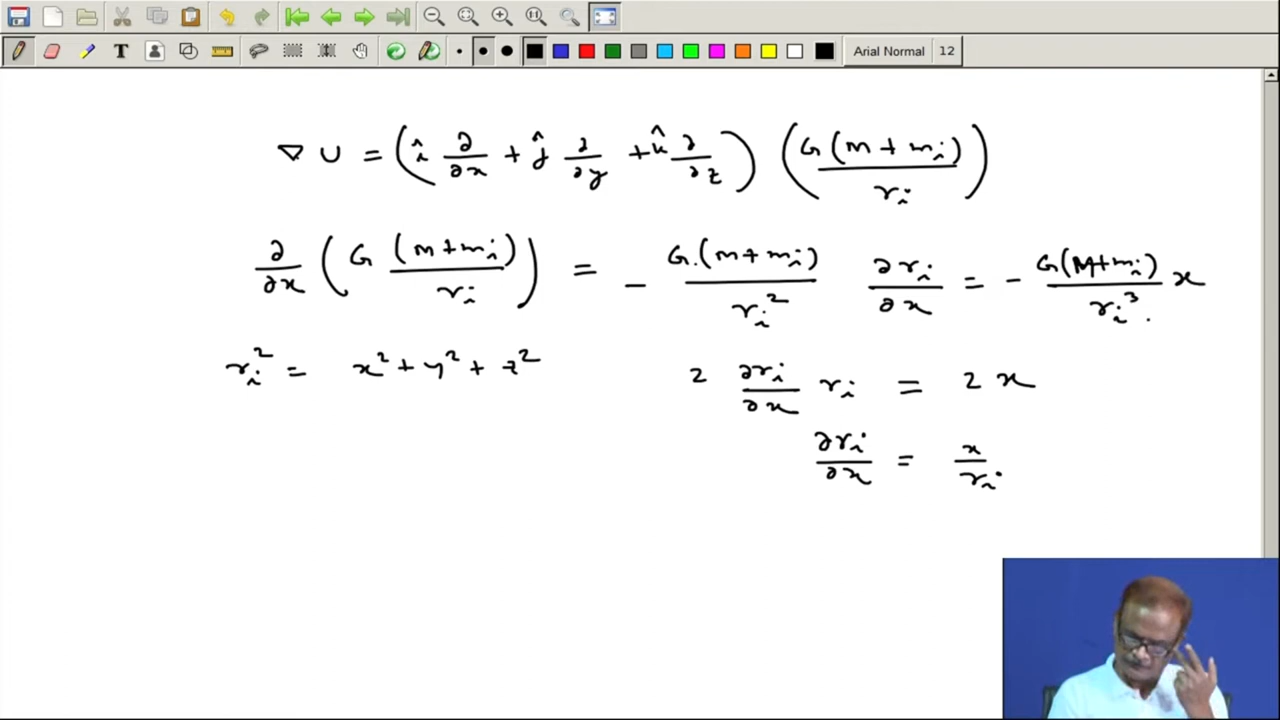 Arial Normal 12
∇ U = (î ∂/∂x + ĵ ∂/∂y + k̂ ∂/∂z) (G(m + mᵢ)/rᵢ)
∂/∂x (G (m + mᵢ)/rᵢ) = - G.(m + mᵢ)/rᵢ² ∂rᵢ/∂x = - G(M + mᵢ)/rᵢ³ x
rᵢ² = x² + y² + z²
2 ∂rᵢ/∂x rᵢ = 2 x
∂rᵢ/∂x = x/rᵢ